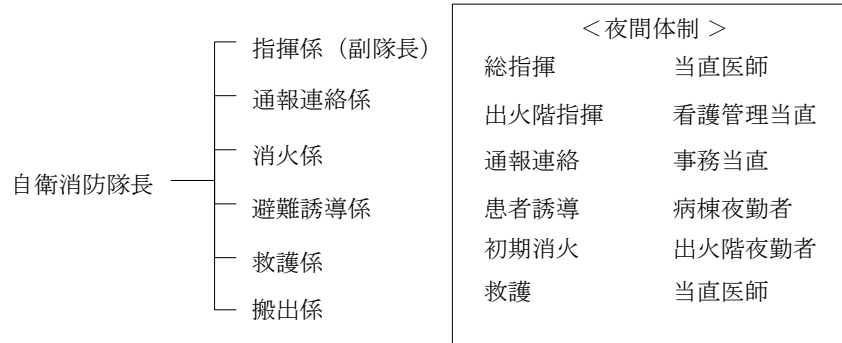 自衛消防隊長
指揮係（副隊長）
通報連絡係
消火係
避難誘導係
救護係
搬出係
＜夜間体制＞
総指揮 当直医師
出火階指揮 看護管理当直
通報連絡 事務当直
患者誘導 病棟夜勤者
初期消火 出火階夜勤者
救護 当直医師